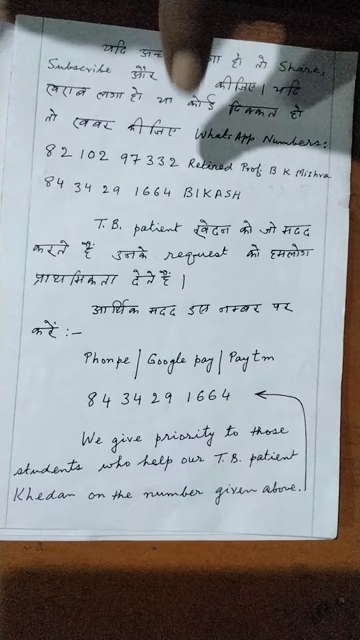 यदि लगा हो तो Share,
Subscribe और कीजिए। यदि
खराब लगा हो या कोई दिक्कत हो
तो खबर कीजिए WhatsApp Numbers:
82 102 97332 Retired Prof B K Mishra
84 34 29 1664 BIKASH
T.B. patient खेदन को जो मदद
करते हैं उनके request को हमलोग
प्राथमिकता देते हैं।
आर्थिक मदद इस नम्बर पर
करें :-
Phonpe / Google pay / Paytm
84 34 29 1664
We give priority to those
students who help our T.B. patient
Khedan on the number given above.